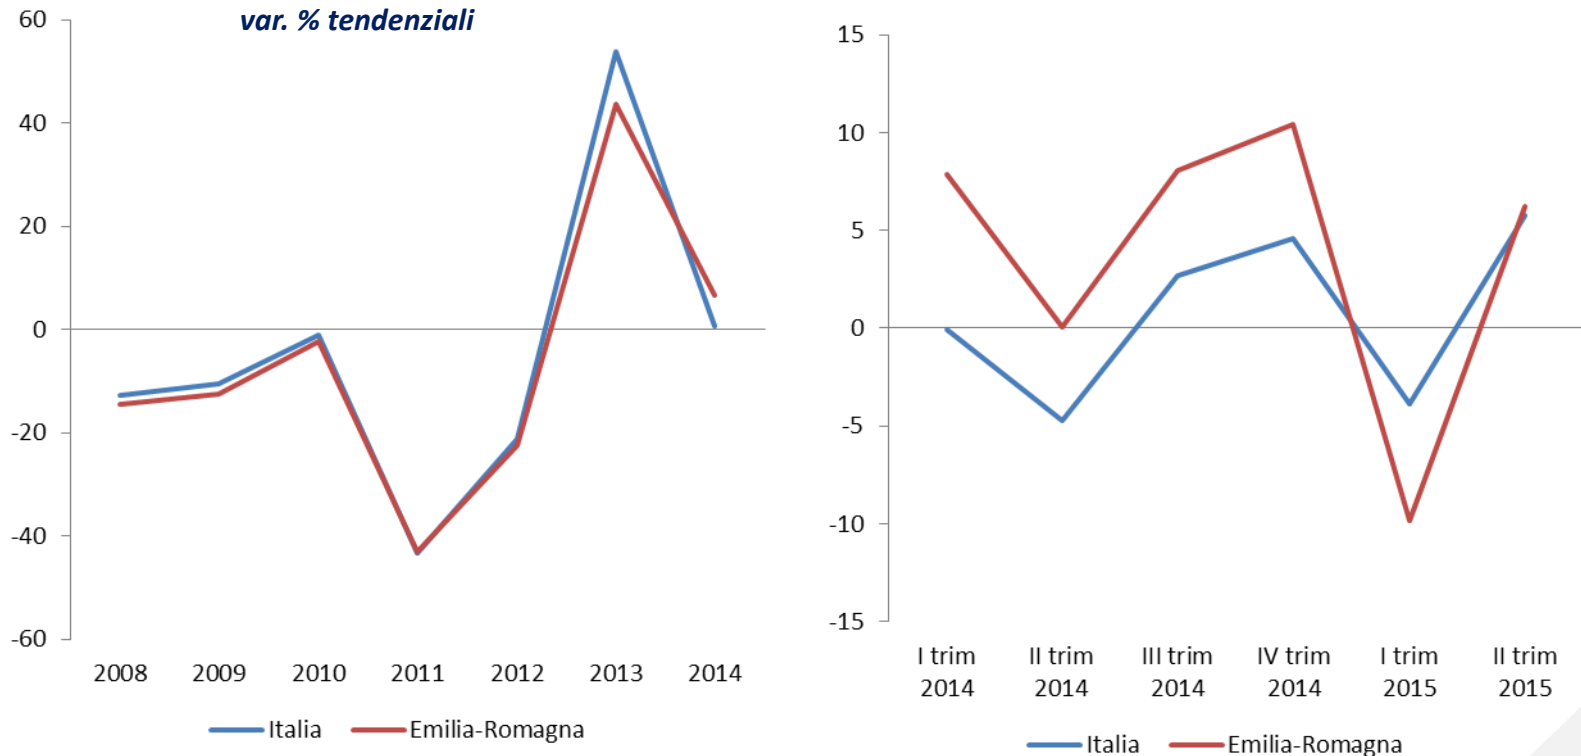 var. % tendenziali
60
40
20
0
-20
-40
-60
2008 2009 2010 2011 2012 2013 2014
Italia Emilia-Romagna
15
10
5
0
-5
-10
-15
I trim II trim III trim IV trim I trim II trim
2014 2014 2014 2014 2015 2015
Italia Emilia-Romagna